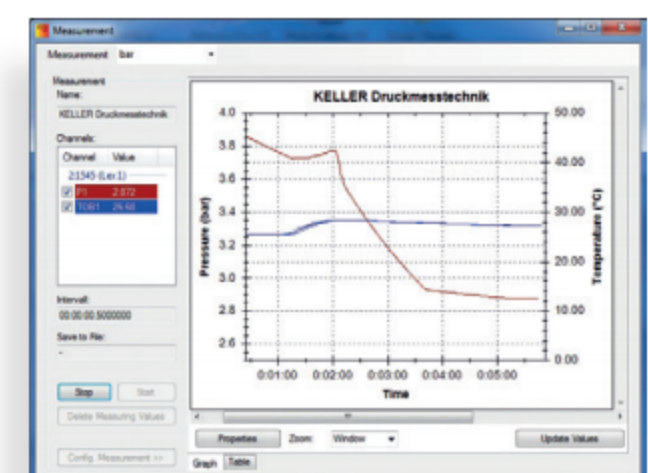 Measurement
Measurement bar
Measurement
Name:
KELLER Druckmesstechnik
Channels:
Channel Value
21545 (Lex1)
P1 2.872
TOB1 26.60
Intervall:
00:00:00.5000000
Save to File:
-
Stop Start
Delete Measuring Values
Config. Measurement >>
KELLER Druckmesstechnik
4.0
3.8
3.6
3.4
3.2
3.0
2.8
2.6
Pressure (bar)
50.00
40.00
30.00
20.00
10.00
0.00
Temperature (°C)
0:01:00 0:02:00 0:03:00 0:04:00 0:05:00
Time
Properties Zoom: Window Update Values
Graph Table